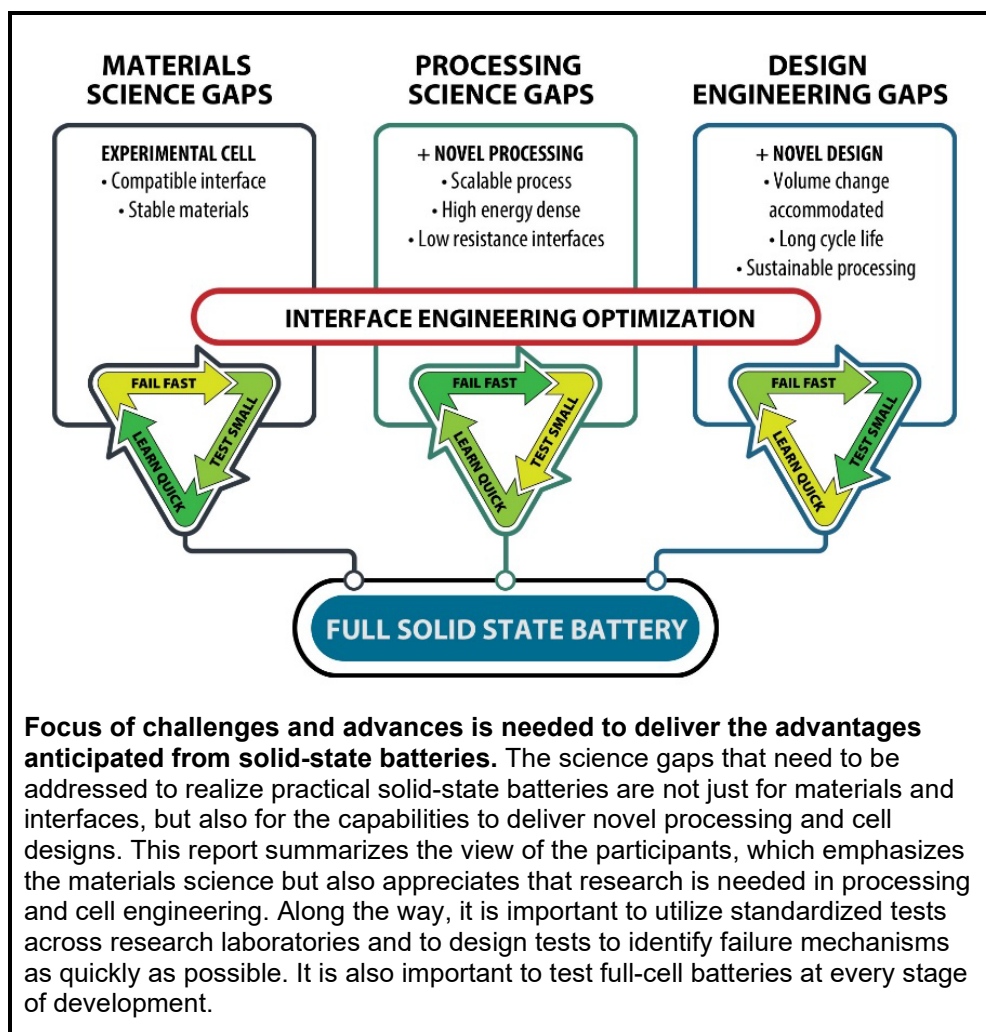 MATERIALS
SCIENCE GAPS
EXPERIMENTAL CELL
• Compatible interface
• Stable materials
PROCESSING
SCIENCE GAPS
+ NOVEL PROCESSING
• Scalable process
• High energy dense
• Low resistance interfaces
DESIGN
ENGINEERING GAPS
+ NOVEL DESIGN
• Volume change
accommodated
• Long cycle life
• Sustainable processing
INTERFACE ENGINEERING OPTIMIZATION
FAIL FAST
TEST SMALL
LEARN QUICK
FAIL FAST
TEST SMALL
LEARN QUICK
FAIL FAST
TEST SMALL
LEARN QUICK
FULL SOLID STATE BATTERY
Focus of challenges and advances is needed to deliver the advantages
anticipated from solid-state batteries. The science gaps that need to be
addressed to realize practical solid-state batteries are not just for materials and
interfaces, but also for the capabilities to deliver novel processing and cell
designs. This report summarizes the view of the participants, which emphasizes
the materials science but also appreciates that research is needed in processing
and cell engineering. Along the way, it is important to utilize standardized tests
across research laboratories and to design tests to identify failure mechanisms
as quickly as possible. It is also important to test full-cell batteries at every stage
of development.